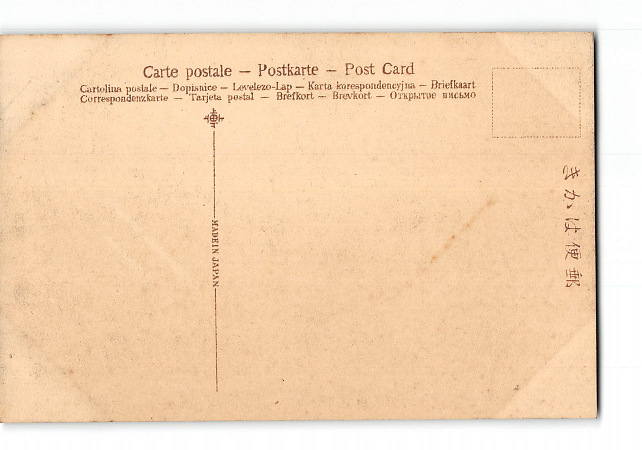 Carte postale — Postkarte — Post Card
Cartolina postale — Dopisnice — Levelezo-Lap — Karta korespondencyjna — Briefkaart
Correspondenzkarte — Tarjeta postal — Brefkort — Brevkort — Открытое письмо
MADE IN JAPAN
きかは便郵